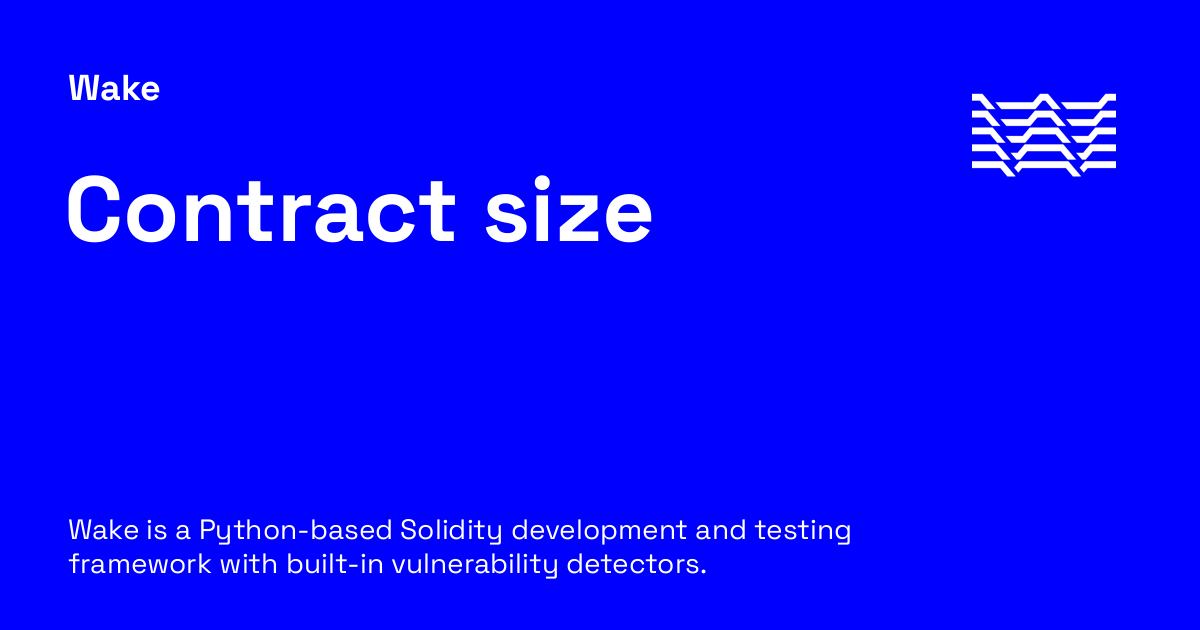 Wake
Contract size
Wake is a Python-based Solidity development and testing
framework with built-in vulnerability detectors.